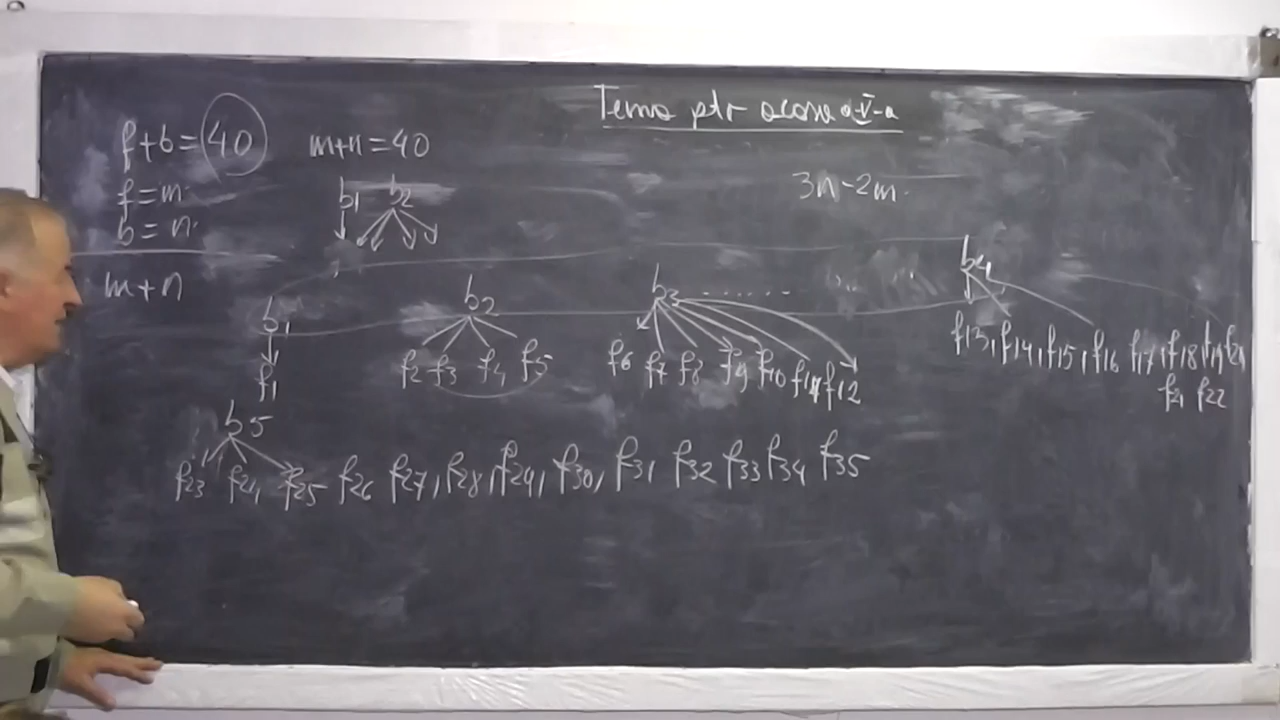 Tema ptr acasa a V-a
f+b=40 m+n=40
f=m
b=n
3n-2m
b1 b2
m+n
b1 b2 b3 ........ b4
f1 f2 f3 f4 f5 f6 f7 f8 f9 f10 f11 f12 f13, f14, f15, f16 f17, f18 f19 f20
f21 f22
b5
f23 f24 f25 f26 f27, f28, f29, f30, f31 f32 f33 f34 f35